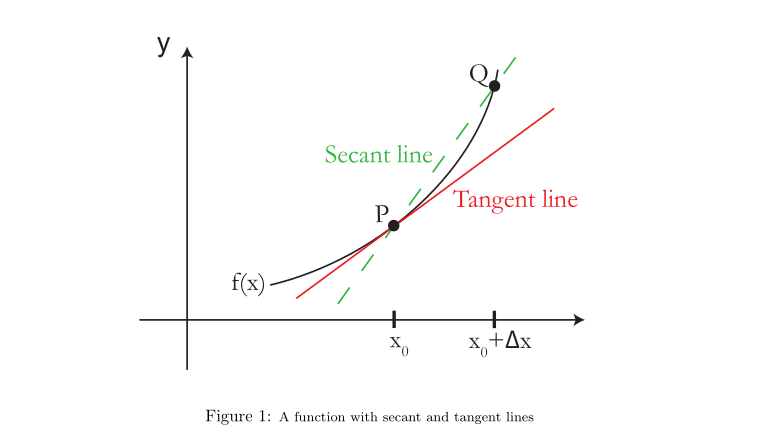 y
Q
Secant line
Tangent line
P
f(x)
x₀
x₀+Δx
Figure 1: A function with secant and tangent lines